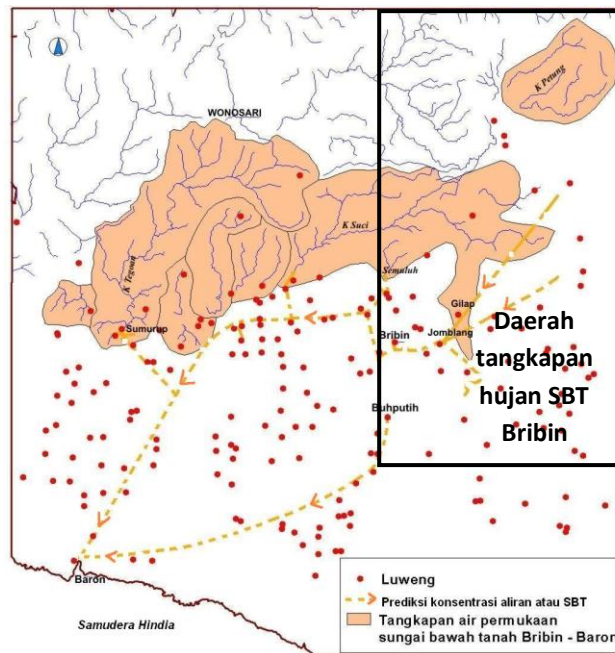 K Petung
WONOSARI
K Suci
K Tegoan
Semuluh
Gilap
Sumurup
Bribin
Jomblang
Daerah
tangkapan
hujan SBT
Bribin
Buhputih
Baron
Samudera Hindia
Luweng
Prediksi konsentrasi aliran atau SBT
Tangkapan air permukaan
sungai bawah tanah Bribin - Baron